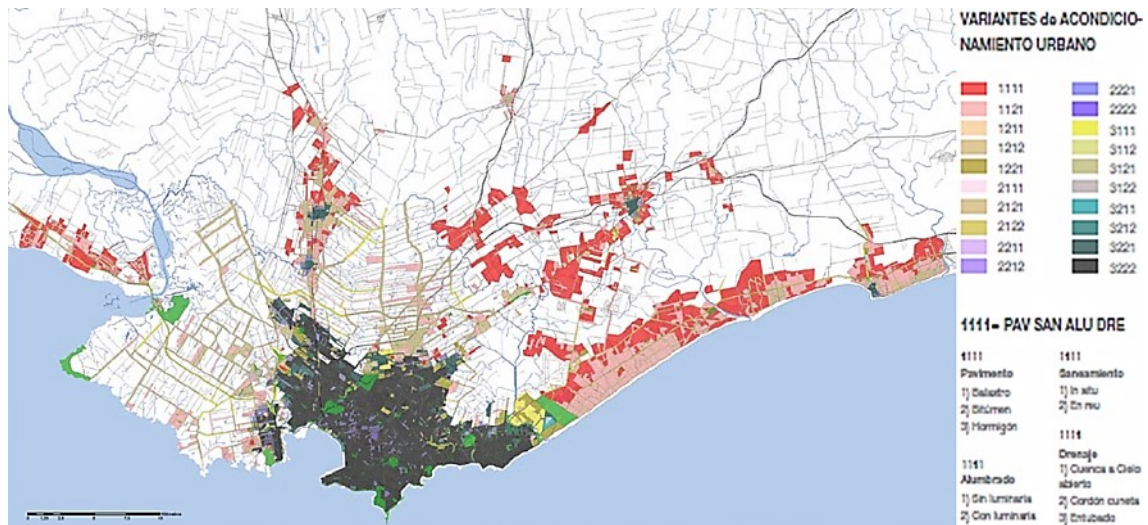 VARIANTES de ACONDICIO-
NAMIENTO URBANO
1111
1121
1211
1212
1221
2111
2121
2122
2211
2212
2221
2222
3111
3112
3121
3122
3211
3212
3221
3222
1111= PAV SAN ALU DRE
1111
Pavimento
1) Balastro
2) Bitúmen
3) Hormigón
1111
Saneamiento
1) In situ
2) En red
1111
Alumbrado
1) Sin luminaria
2) Con luminaria
1111
Drenaje
1) Cuenca a Cielo
abierto
2) Cordón cuneta
3) Entubado